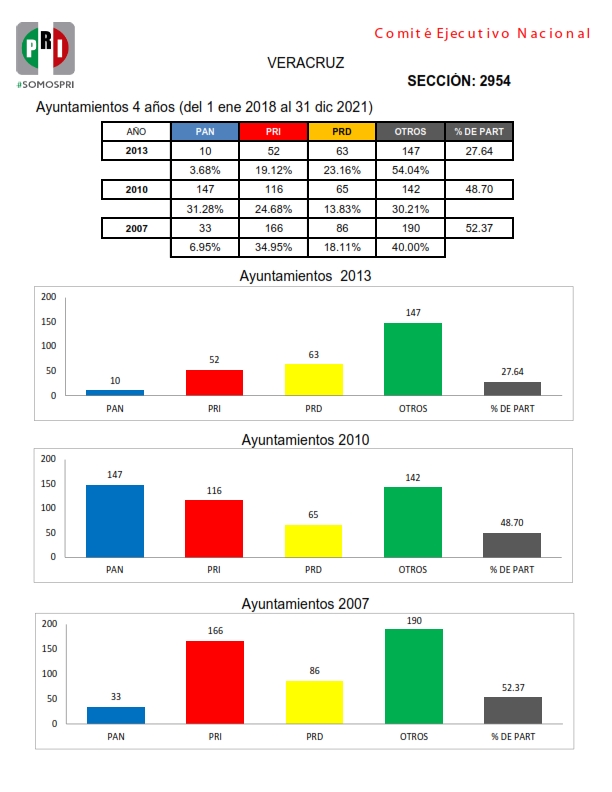 Comité Ejecutivo Nacional
PRI
#SOMOSPRI
VERACRUZ
SECCIÓN: 2954
Ayuntamientos 4 años (del 1 ene 2018 al 31 dic 2021)
AÑO PAN PRI PRD OTROS % DE PART
2013 10 52 63 147 27.64
3.68% 19.12% 23.16% 54.04%
2010 147 116 65 142 48.70
31.28% 24.68% 13.83% 30.21%
2007 33 166 86 190 52.37
6.95% 34.95% 18.11% 40.00%
Ayuntamientos 2013
200
150
100
50
0
10 52 63 147 27.64
PAN PRI PRD OTROS % DE PART
Ayuntamientos 2010
200
150
100
50
0
147 116 65 142 48.70
PAN PRI PRD OTROS % DE PART
Ayuntamientos 2007
200
150
100
50
0
33 166 86 190 52.37
PAN PRI PRD OTROS % DE PART